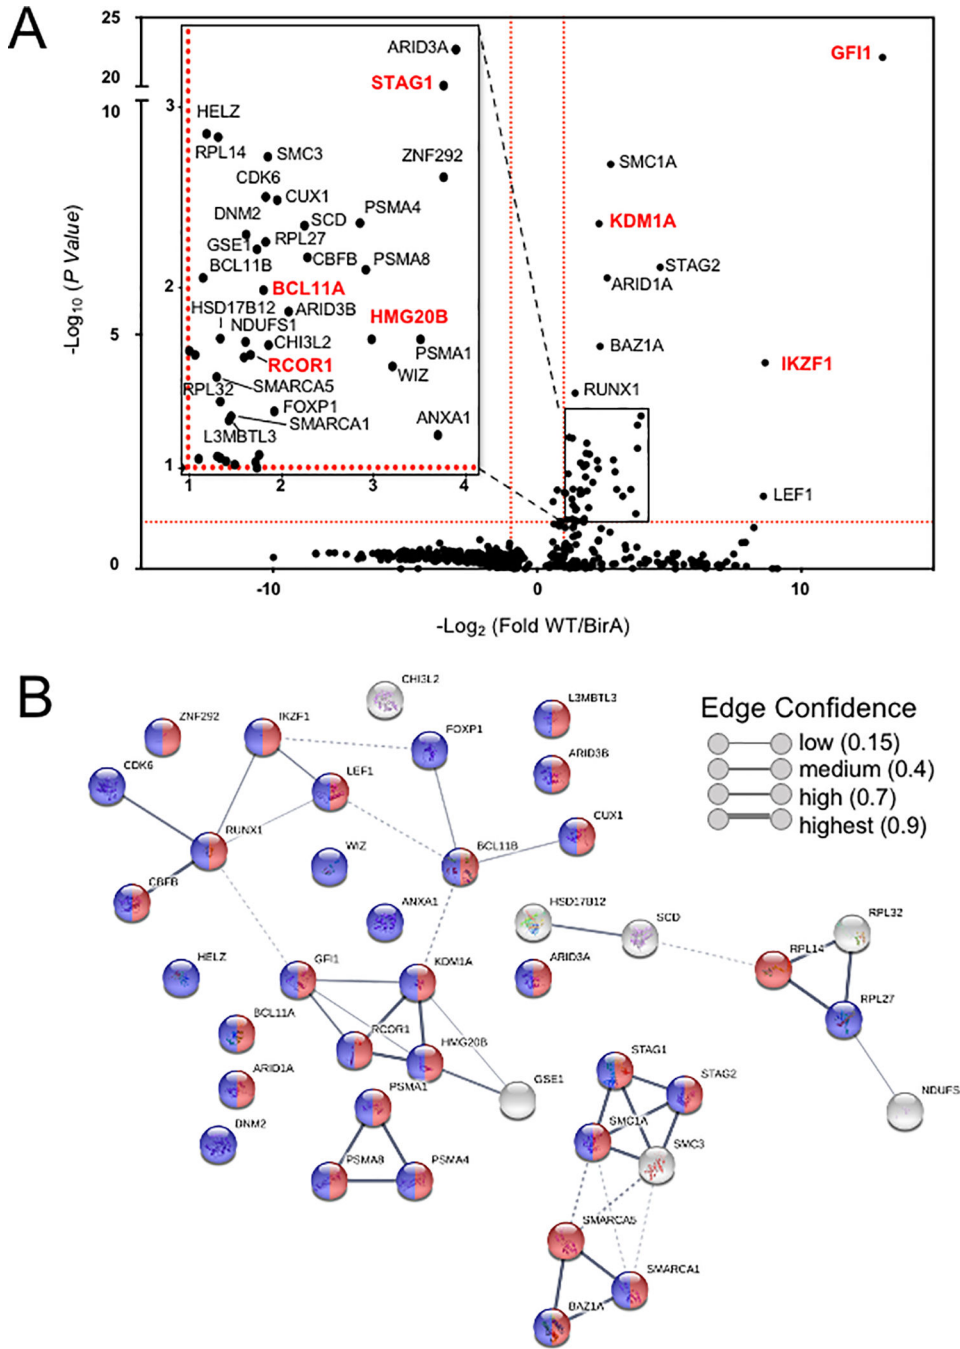 A
25
20
10
5
0
-Log10 (P Value)
-10
0
10
-Log2 (Fold WT/BirA)
GFI1
SMC1A
KDM1A
STAG2
ARID1A
BAZ1A
IKZF1
RUNX1
LEF1
3
2
1
1
2
3
4
ARID3A
STAG1
HELZ
RPL14
SMC3
ZNF292
CDK6
CUX1
DNM2
SCD
PSMA4
GSE1
RPL27
CBFB
PSMA8
BCL11B
BCL11A
HSD17B12
ARID3B
HMG20B
NDUFS1
CHI3L2
PSMA1
RCOR1
WIZ
RPL32
SMARCA5
FOXP1
SMARCA1
ANXA1
L3MBTL3
B
CHI3L2
L3MBTL3
ZNF292
IKZF1
FOXP1
ARID3B
CDK6
LEF1
CUX1
RUNX1
WIZ
BCL11B
CBFB
ANXA1
HSD17B12
SCD
RPL32
RPL14
HELZ
GFI1
KDM1A
ARID3A
RPL27
BCL11A
RCOR1
HMG20B
ARID1A
PSMA1
GSE1
STAG1
STAG2
NDUFS
DNM2
SMC1A
SMC3
PSMA8
PSMA4
SMARCA5
SMARCA1
BAZ1A
Edge Confidence
low (0.15)
medium (0.4)
high (0.7)
highest (0.9)